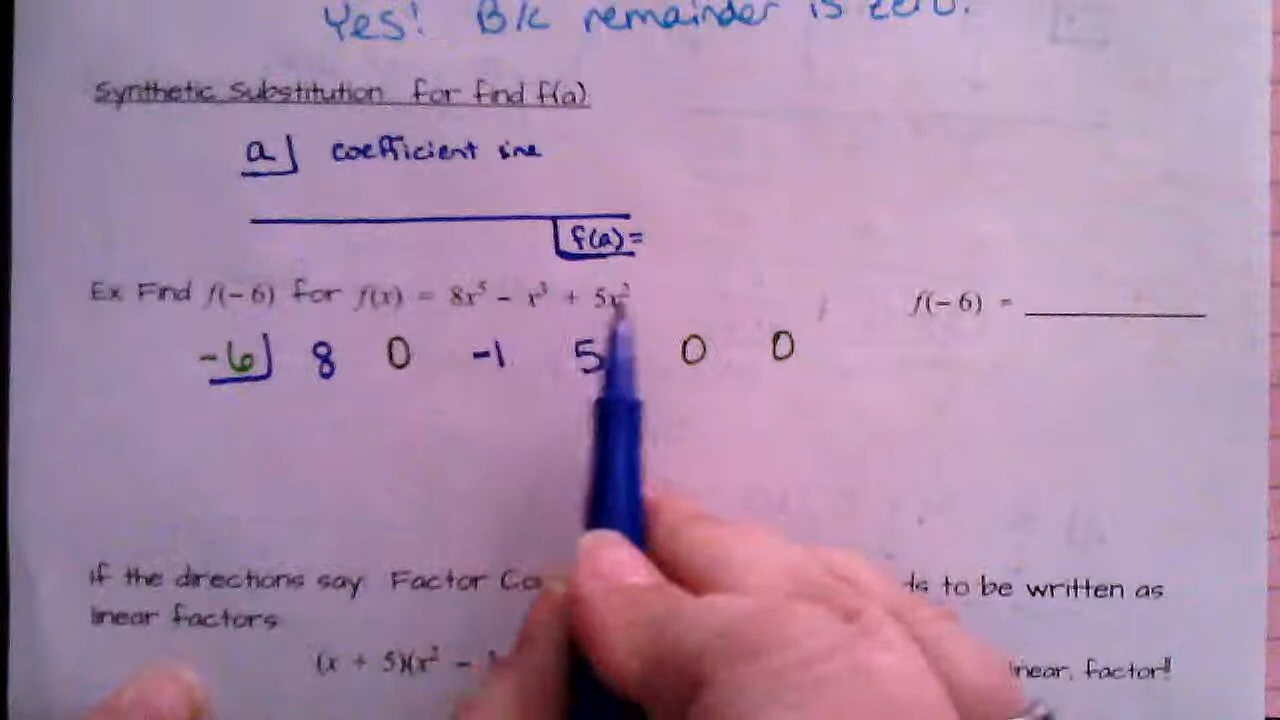 Yes! B/c remainder is zero.
Synthetic Substitution for find f(a)
a coefficient line
f(a) =
Ex Find f(-6) for f(x) = 8x⁵ - x³ + 5x² f(-6) = ________
-6 8 0 -1 5 0 0
If the directions say Factor Co to be written as
linear factors
(x + 5)(x² - linear factor!!